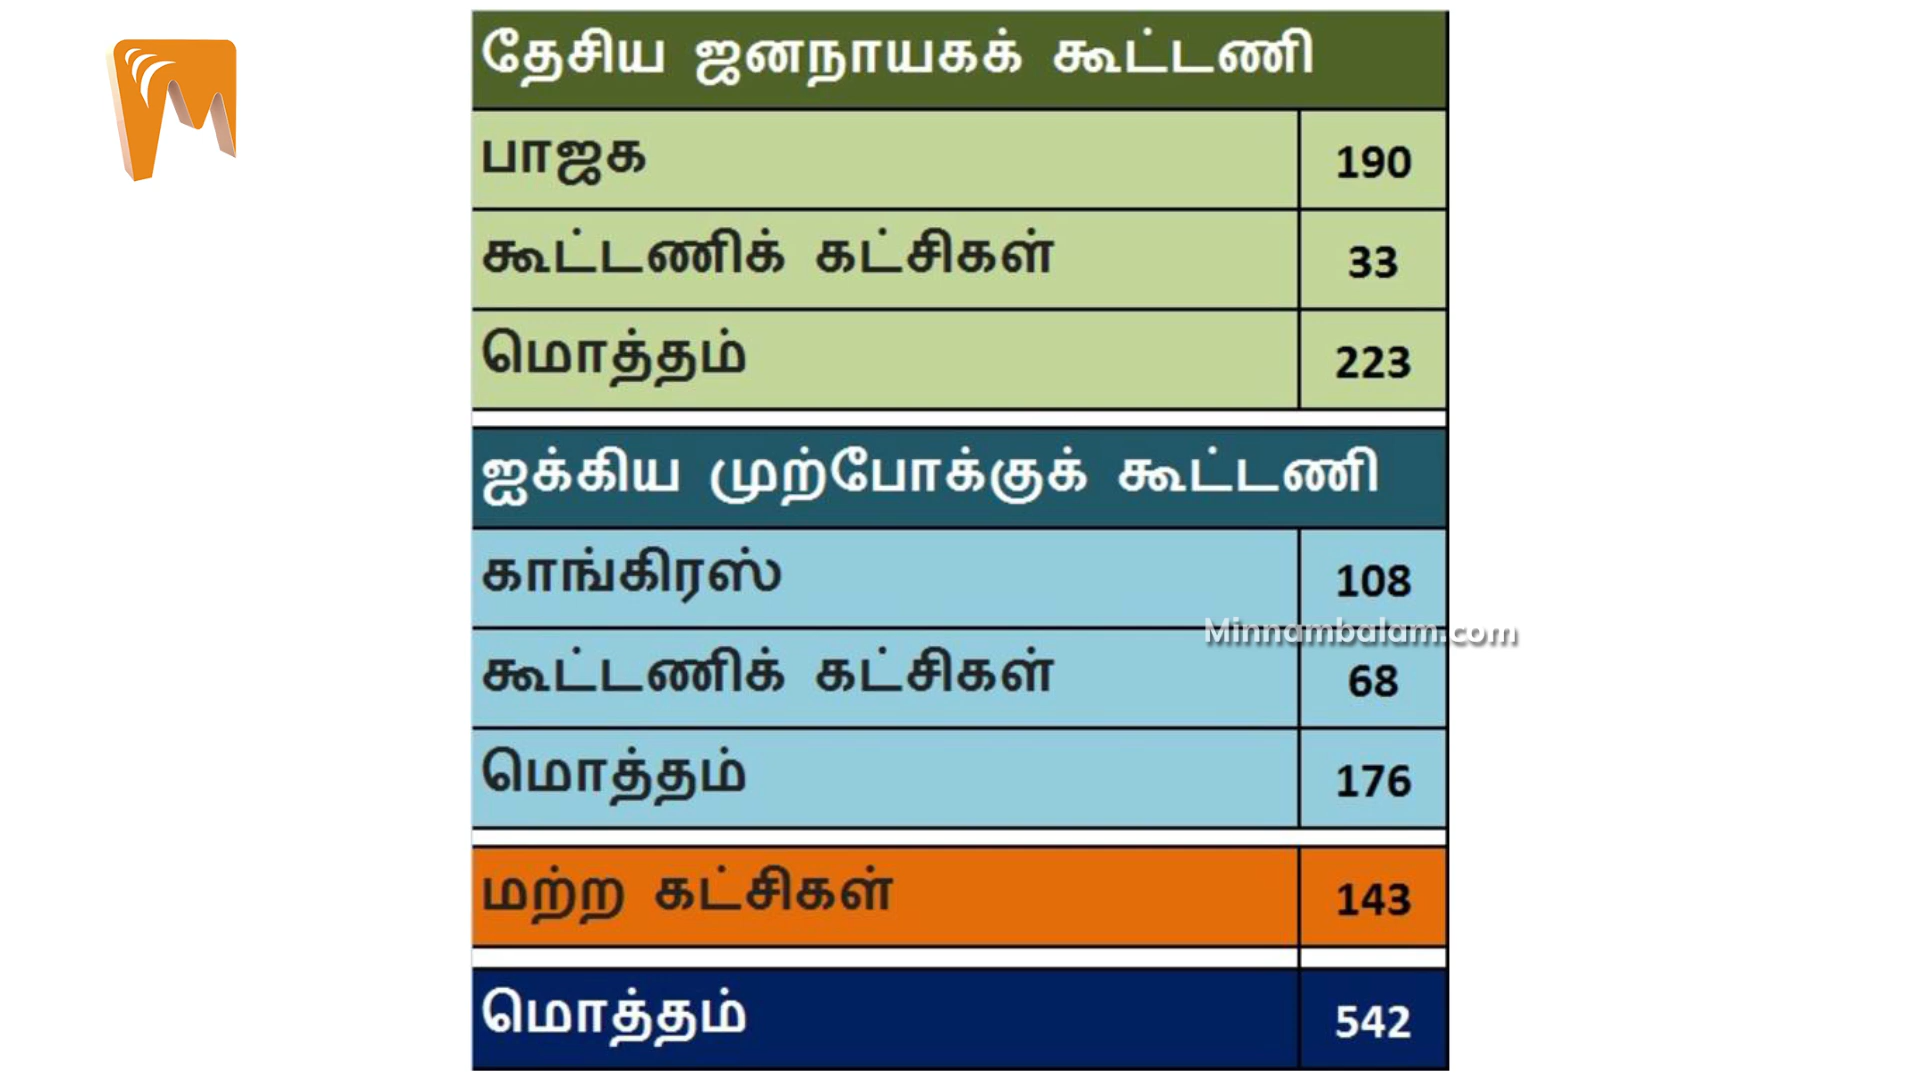 தேசிய ஜனநாயகக் கூட்டணி
பாஜக 190
கூட்டணிக் கட்சிகள் 33
மொத்தம் 223
ஐக்கிய முற்போக்குக் கூட்டணி
காங்கிரஸ் 108
Minnambalam.com
கூட்டணிக் கட்சிகள் 68
மொத்தம் 176
மற்ற கட்சிகள் 143
மொத்தம் 542